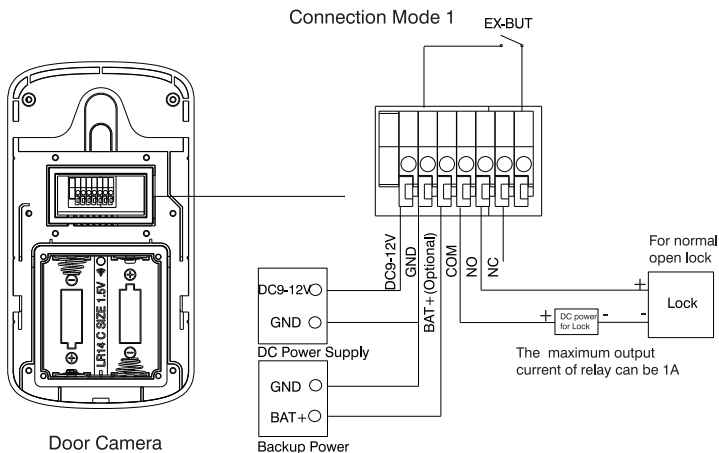 Connection Mode 1
EX-BUT
LR14 C SIZE 1.5V
DC9-12V
GND
BAT+(Optional)
COM
NO
NC
DC9-12V
GND
DC Power Supply
GND
BAT+
Backup Power
For normal
open lock
+
Lock
-
+
DC power
for Lock
-
The maximum output
current of relay can be 1A
Door Camera